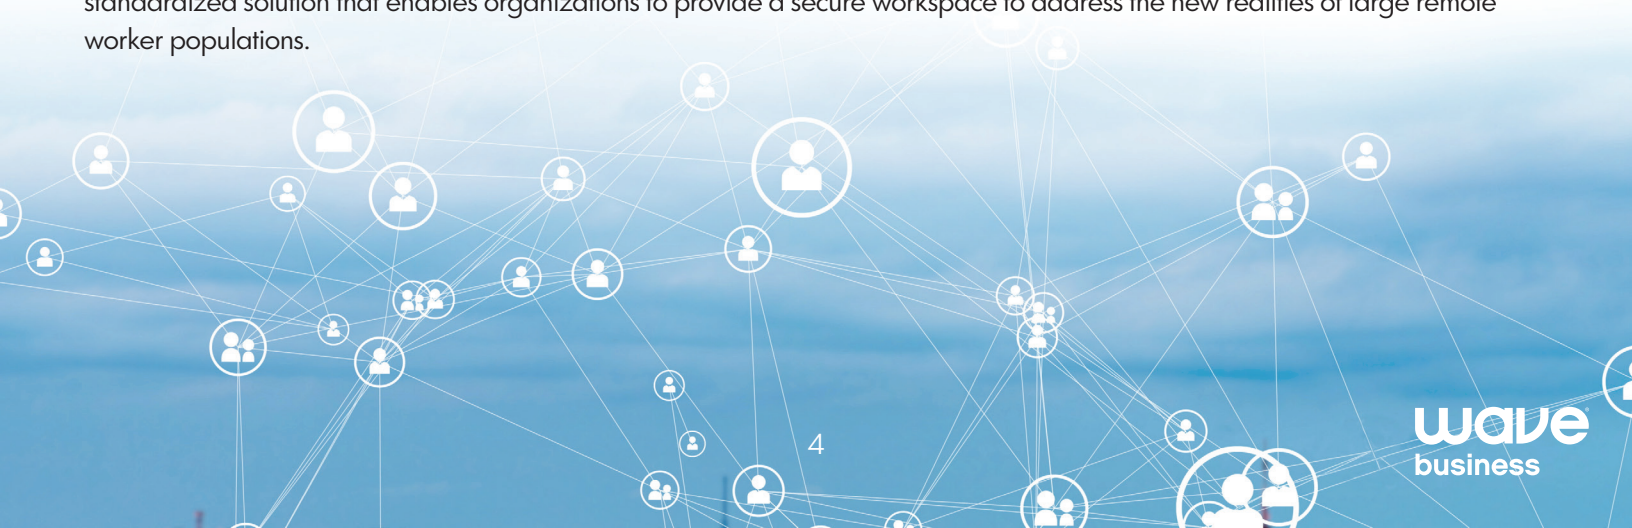 standardized solution that enables organizations to provide a secure workspace to address the new realities of large remote
worker populations.
4
wave
business